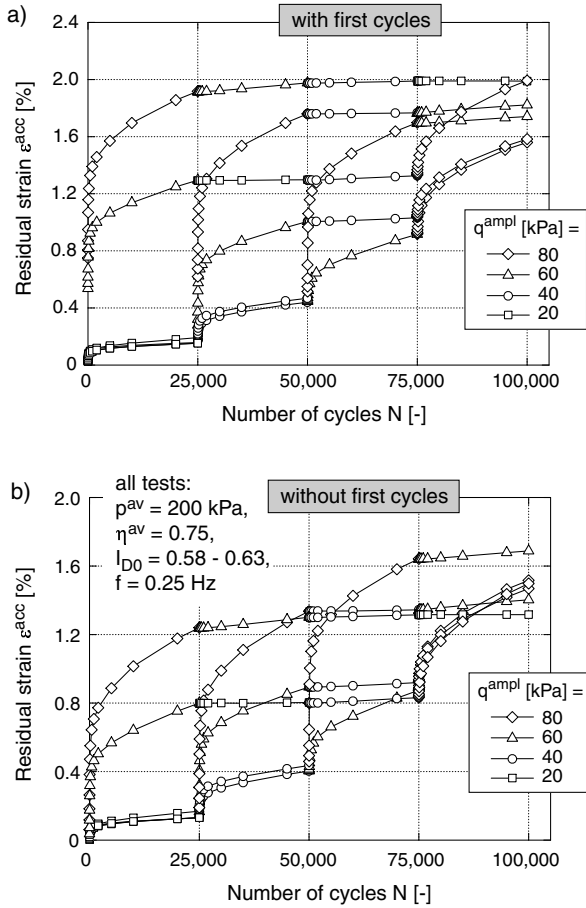 a)
with first cycles
2.4
2.0
1.6
1.2
0.8
0.4
0
Residual strain ε^acc [%]
q^ampl [kPa] =
80
60
40
20
0 25,000 50,000 75,000 100,000
Number of cycles N [-]
b)
all tests:
p^av = 200 kPa,
η^av = 0.75,
I_D0 = 0.58 - 0.63,
f = 0.25 Hz
without first cycles
2.0
1.6
1.2
0.8
0.4
0
Residual strain ε^acc [%]
q^ampl [kPa] =
80
60
40
20
0 25,000 50,000 75,000 100,000
Number of cycles N [-]